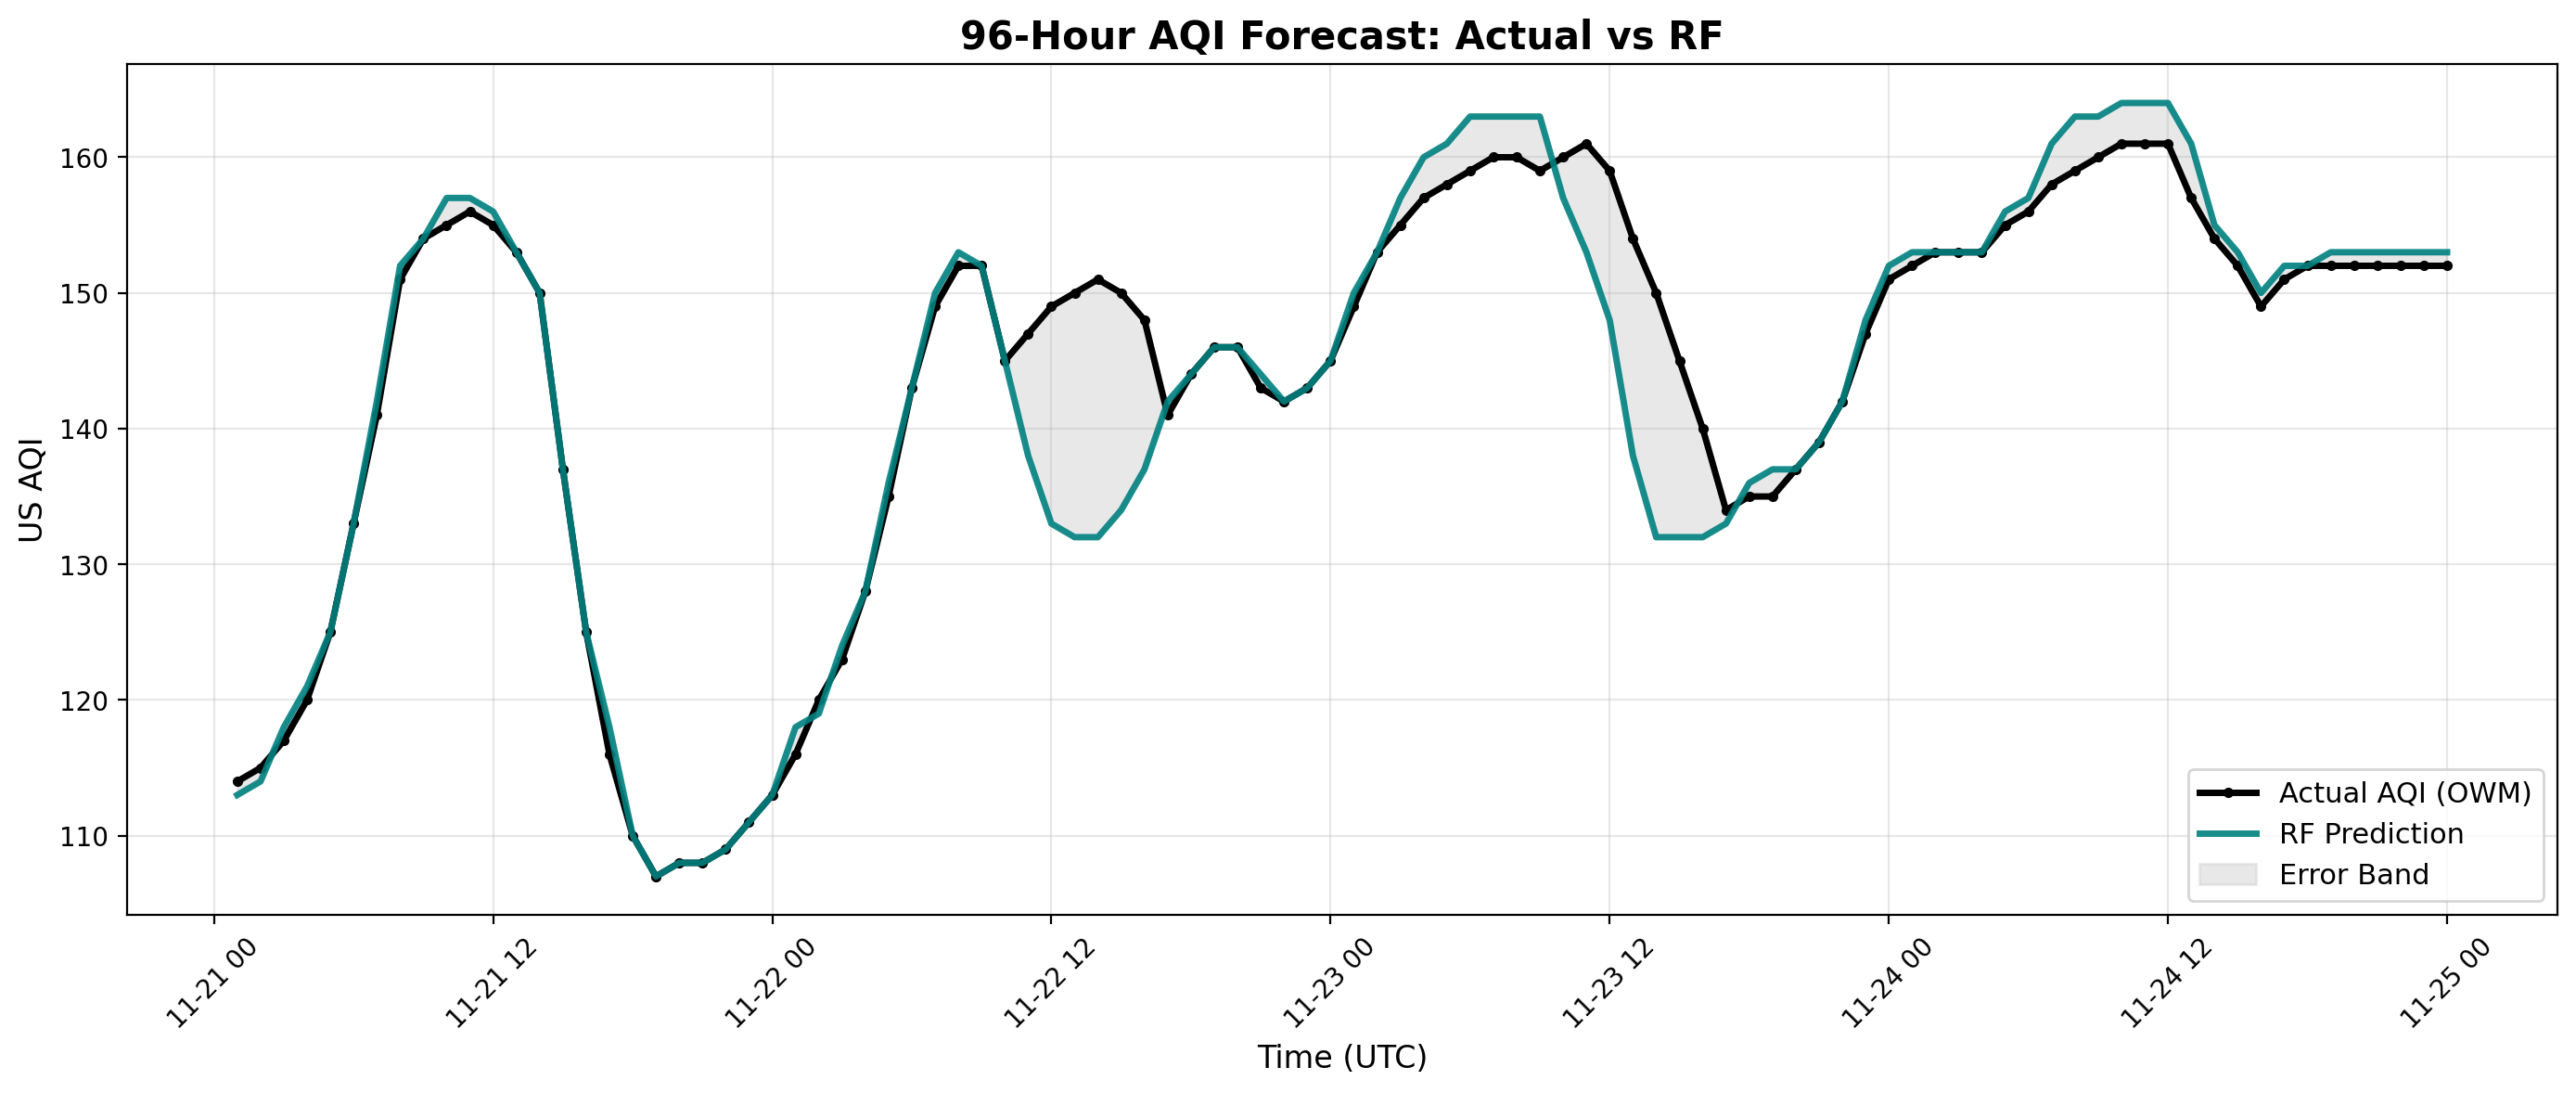 96-Hour AQI Forecast: Actual vs RF
US AQI
160
150
140
130
120
110
Actual AQI (OWM)
RF Prediction
Error Band
11-21 00
11-21 12
11-22 00
11-22 12
11-23 00
11-23 12
11-24 00
11-24 12
11-25 00
Time (UTC)